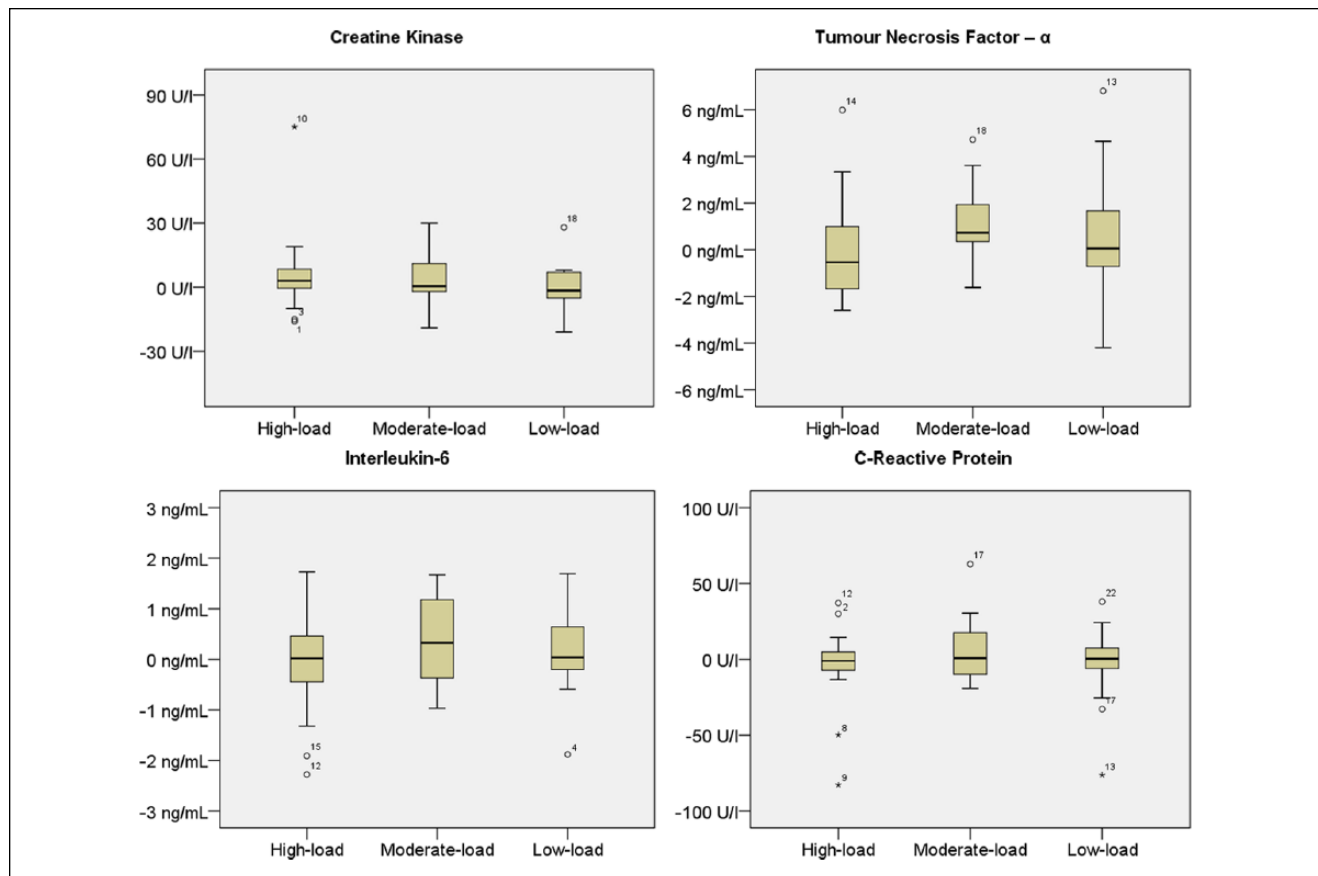 Creatine Kinase
90 U/I
60 U/I
30 U/I
0 U/I
-30 U/I
10
3
1
18
High-load
Moderate-load
Low-load
Tumour Necrosis Factor – α
6 ng/mL
4 ng/mL
2 ng/mL
0 ng/mL
-2 ng/mL
-4 ng/mL
-6 ng/mL
14
18
13
High-load
Moderate-load
Low-load
Interleukin-6
3 ng/mL
2 ng/mL
1 ng/mL
0 ng/mL
-1 ng/mL
-2 ng/mL
-3 ng/mL
15
12
4
High-load
Moderate-load
Low-load
C-Reactive Protein
100 U/I
50 U/I
0 U/I
-50 U/I
-100 U/I
12
2
8
9
17
22
17
13
High-load
Moderate-load
Low-load